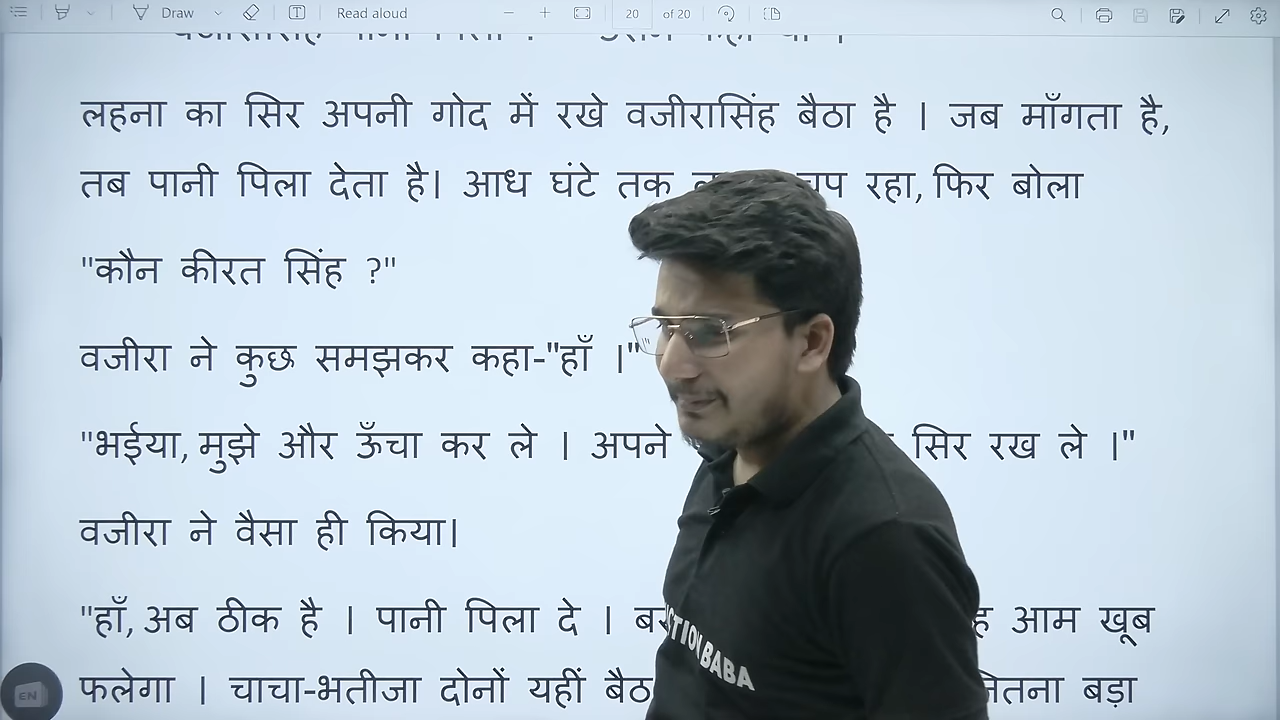 Draw Read aloud 20 of 20
लहना का सिर अपनी गोद में रखे वजीरासिंह बैठा है । जब माँगता है,
तब पानी पिला देता है। आध घंटे तक रहा, फिर बोला
"कौन कीरत सिंह ?"
वजीरा ने कुछ समझकर कहा-"हाँ ।"
"भईया, मुझे और ऊँचा कर ले । अपने सिर रख ले ।"
वजीरा ने वैसा ही किया।
"हाँ, अब ठीक है । पानी पिला दे । आम खूब
फलेगा । चाचा-भतीजा दोनों यहीं बड़ा
BABA
EN